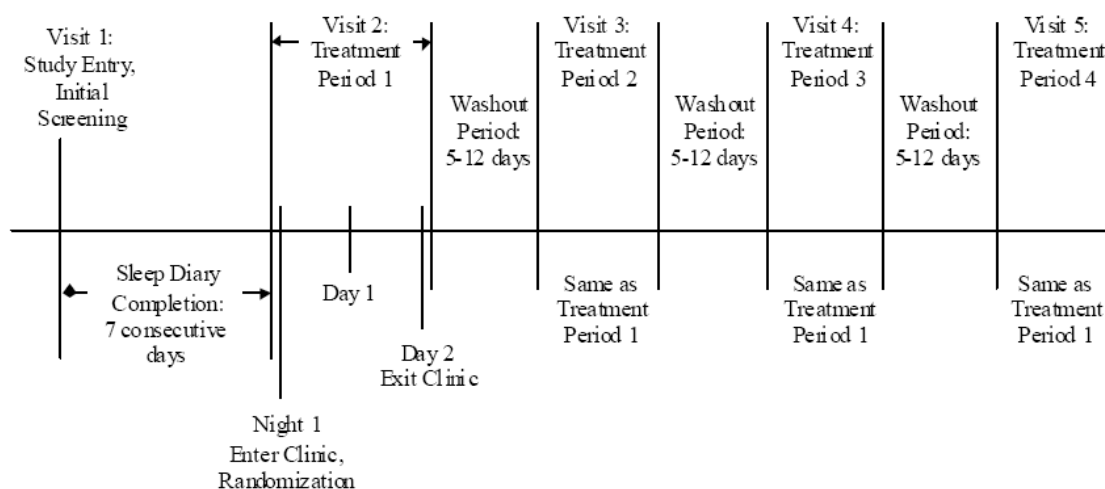 Visit 1:
Study Entry,
Initial
Screening
Visit 2:
Treatment
Period 1
Washout
Period:
5-12 days
Visit 3:
Treatment
Period 2
Washout
Period:
5-12 days
Visit 4:
Treatment
Period 3
Washout
Period:
5-12 days
Visit 5:
Treatment
Period 4
Sleep Diary
Completion:
7 consecutive
days
Night 1
Enter Clinic,
Randomization
Day 1
Day 2
Exit Clinic
Same as
Treatment
Period 1
Same as
Treatment
Period 1
Same as
Treatment
Period 1